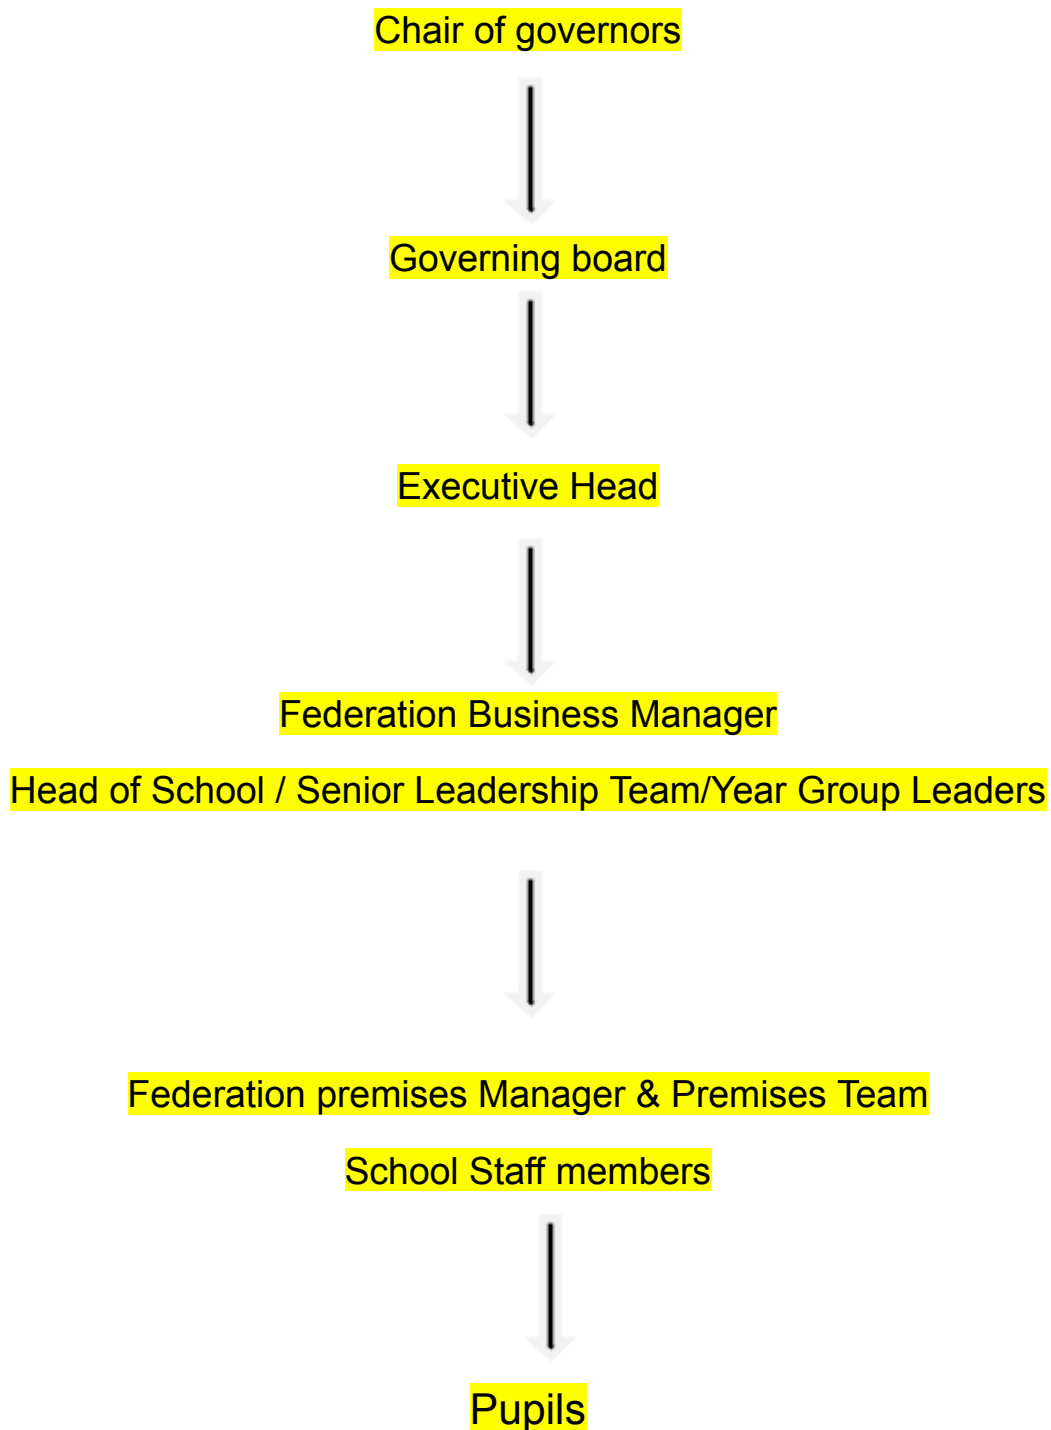 Chair of governors
Governing board
Executive Head
Federation Business Manager
Head of School / Senior Leadership Team/Year Group Leaders
Federation premises Manager & Premises Team
School Staff members
Pupils